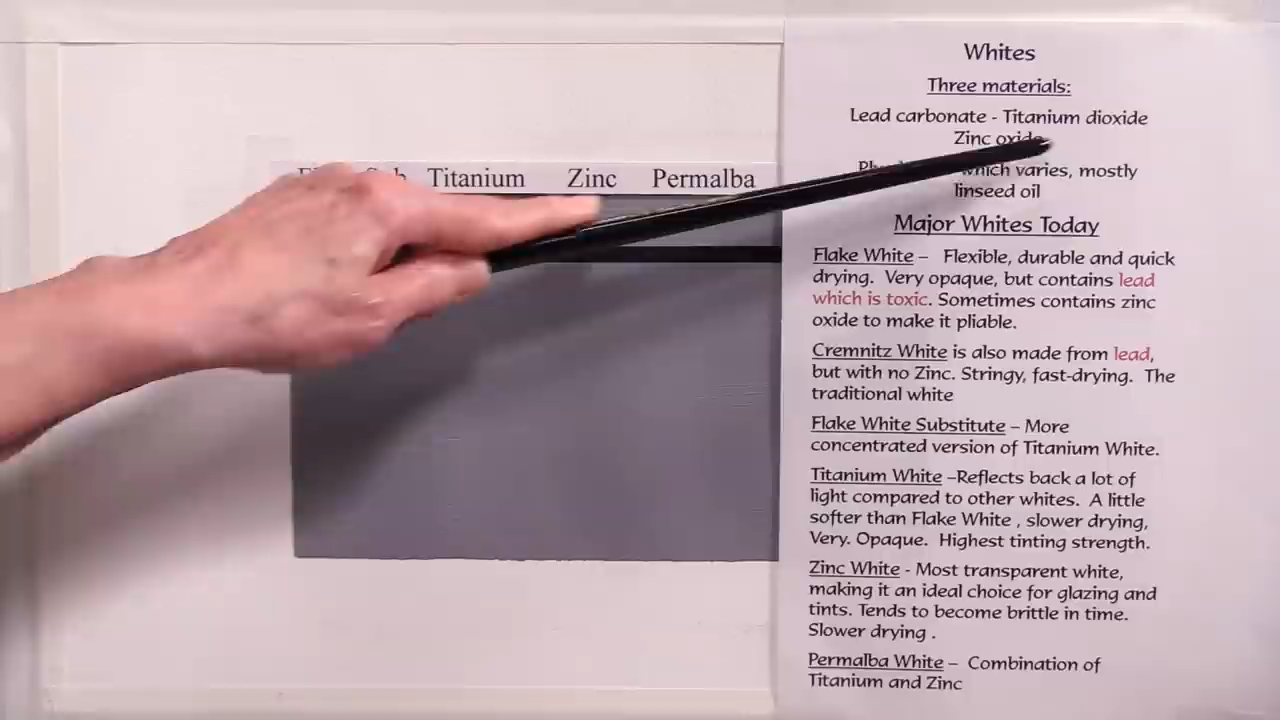 Whites
Three materials:
Lead carbonate - Titanium dioxide
Zinc oxide
which varies, mostly
linseed oil
Major Whites Today
Flake White – Flexible, durable and quick
drying. Very opaque, but contains lead
which is toxic. Sometimes contains zinc
oxide to make it pliable.
Cremnitz White is also made from lead,
but with no Zinc. Stringy, fast-drying. The
traditional white
Flake White Substitute – More
concentrated version of Titanium White.
Titanium White –Reflects back a lot of
light compared to other whites. A little
softer than Flake White , slower drying,
Very. Opaque. Highest tinting strength.
Zinc White - Most transparent white,
making it an ideal choice for glazing and
tints. Tends to become brittle in time.
Slower drying .
Permalba White – Combination of
Titanium and Zinc
Sub Titanium Zinc Permalba